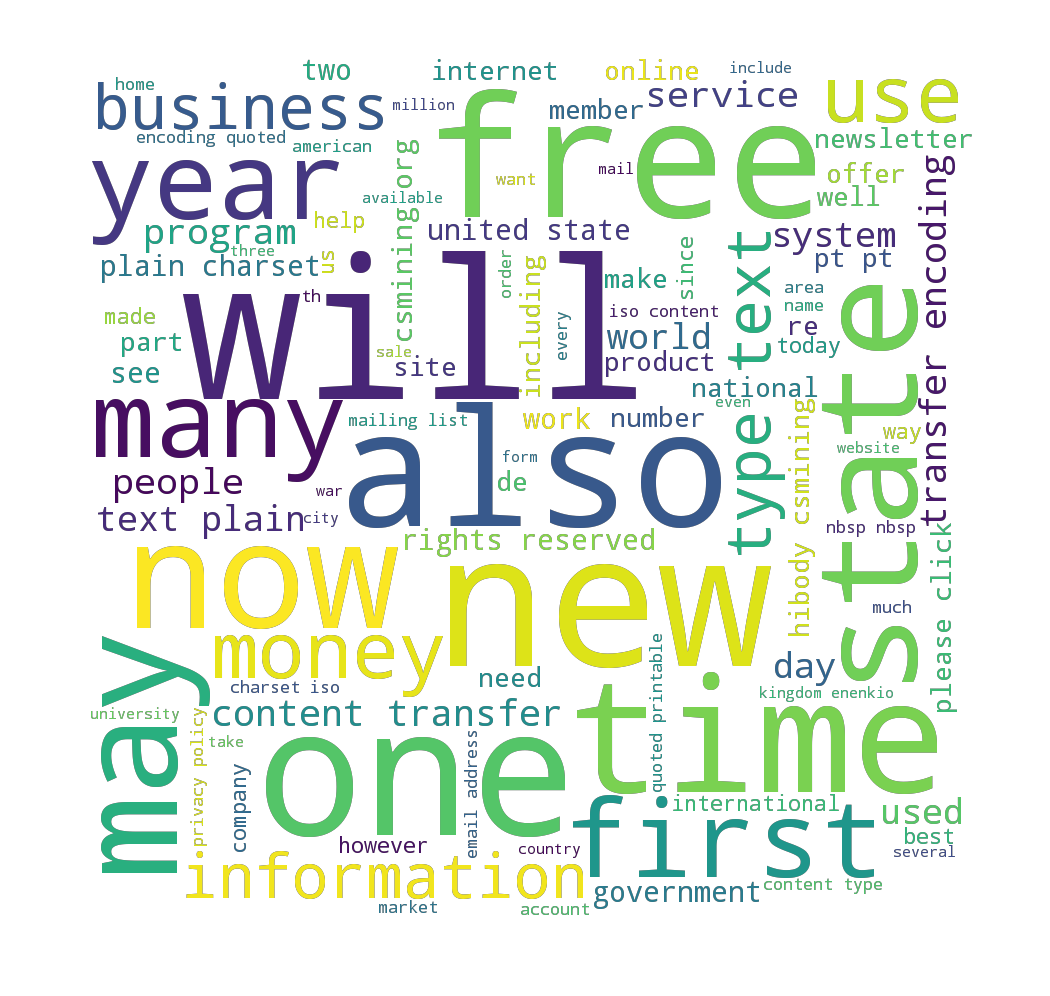 home
two
internet
online
include
business
million
member
service
use
encoding quoted
american
free
newsletter
year
csmining org
want
mail
offer
transfer encoding
available
well
help
program
three
united state
since
type text
system
plain charset
us
order
including
make
pt pt
th
will
area
made
iso content
name
state
part
every
world
re
see
sale
site
product
today
many
also
national
even
mailing list
work
number
hibody csmining
way
people
form
de
website
text plain
war
city
rights reserved
nbsp nbsp
please click
now
new
may
money
much
charset iso
need
day
quoted printable
kingdom enenkio
university
privacy policy
content transfer
time
take
one
email address
company
first
international
used
however
country
best
several
information
government
content type
market
account